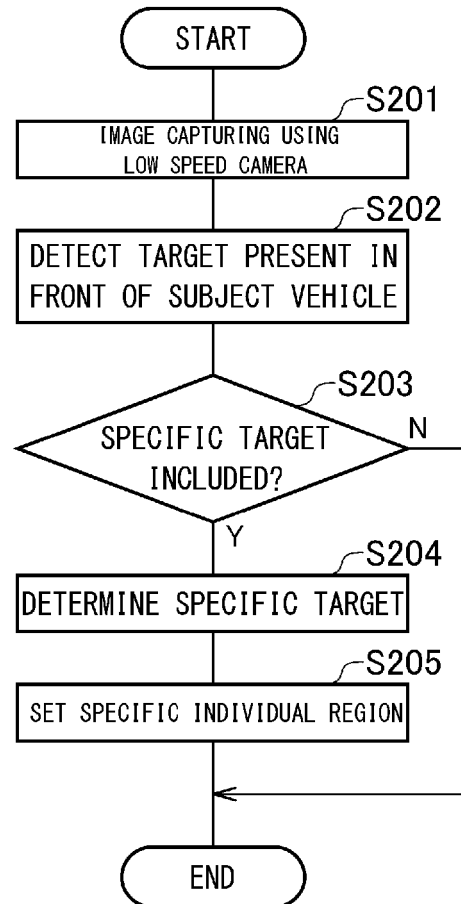 START
S201
IMAGE CAPTURING USING
LOW SPEED CAMERA
S202
DETECT TARGET PRESENT IN
FRONT OF SUBJECT VEHICLE
S203
SPECIFIC TARGET
INCLUDED?
N
Y
S204
DETERMINE SPECIFIC TARGET
S205
SET SPECIFIC INDIVIDUAL REGION
END